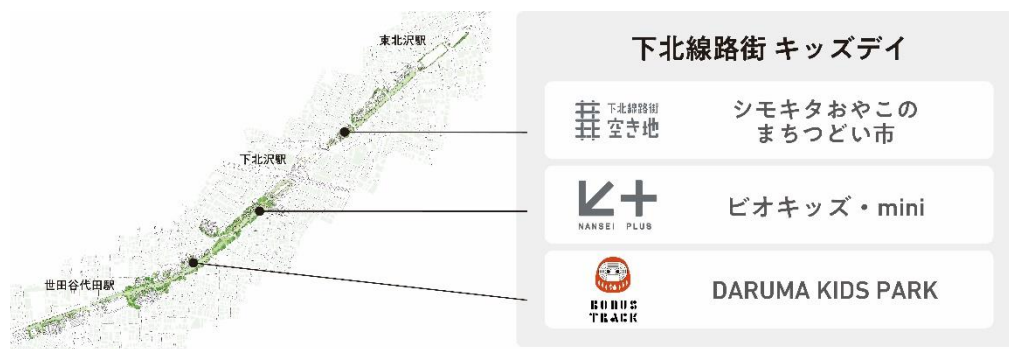 東北沢駅
下北沢駅
世田谷代田駅
下北線路街 キッズデイ
下北線路街
空き地
シモキタおやこの
まちつどい市
NANSEI PLUS
ビオキッズ・mini
BONUS
TRACK
DARUMA KIDS PARK